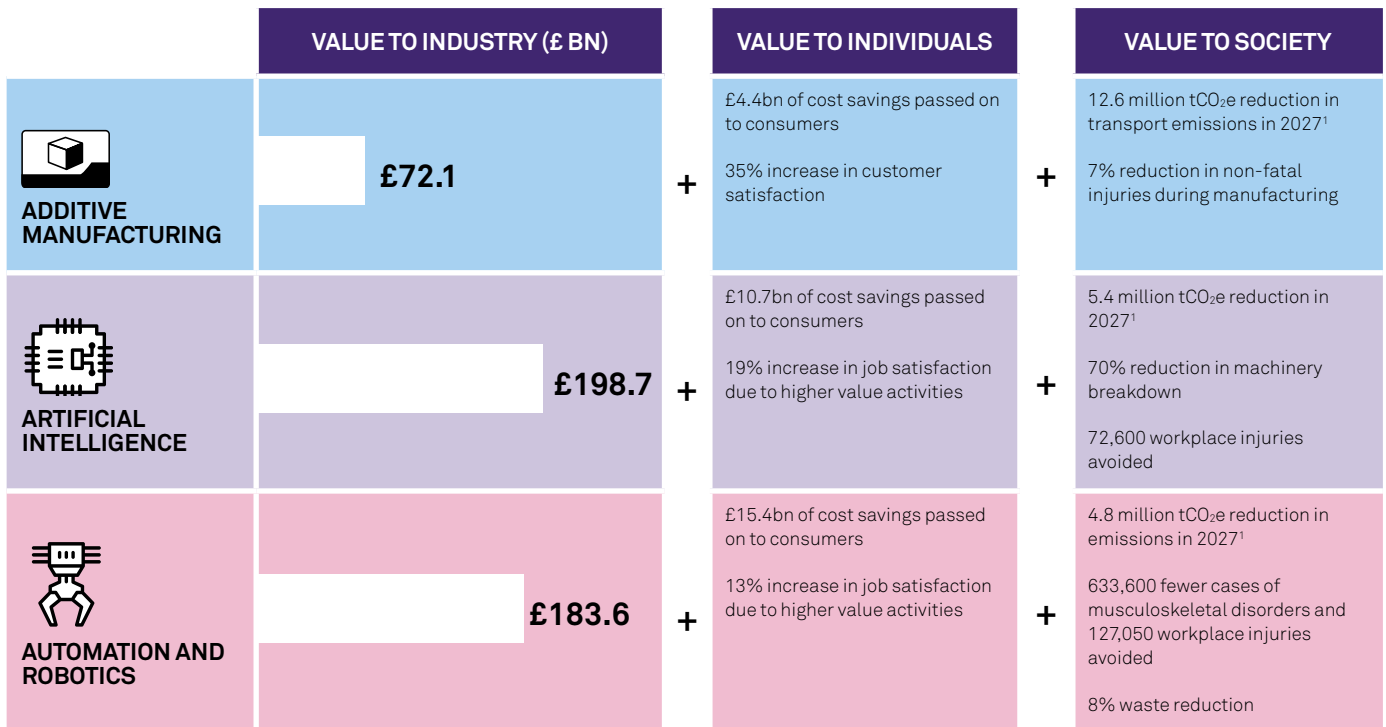 VALUE TO INDUSTRY (£ BN)
VALUE TO INDIVIDUALS
VALUE TO SOCIETY
ADDITIVE
MANUFACTURING
£72.1
+
£4.4bn of cost savings passed on
to consumers
35% increase in customer
satisfaction
+
12.6 million tCO₂e reduction in
transport emissions in 2027¹
7% reduction in non-fatal
injuries during manufacturing
ARTIFICIAL
INTELLIGENCE
£198.7
+
£10.7bn of cost savings passed
on to consumers
19% increase in job satisfaction
due to higher value activities
+
5.4 million tCO₂e reduction in
2027¹
70% reduction in machinery
breakdown
72,600 workplace injuries
avoided
AUTOMATION AND
ROBOTICS
£183.6
+
£15.4bn of cost savings passed
on to consumers
13% increase in job satisfaction
due to higher value activities
+
4.8 million tCO₂e reduction in
emissions in 2027¹
633,600 fewer cases of
musculoskeletal disorders and
127,050 workplace injuries
avoided
8% waste reduction